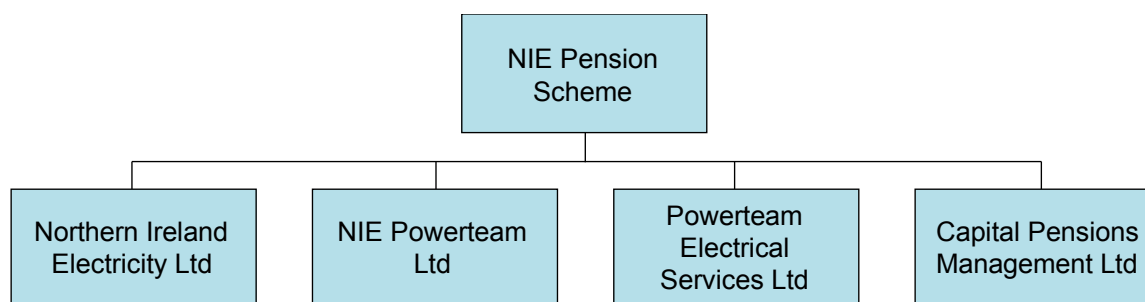 NIE Pension
Scheme
Northern Ireland
Electricity Ltd
NIE Powerteam
Ltd
Powerteam
Electrical
Services Ltd
Capital Pensions
Management Ltd